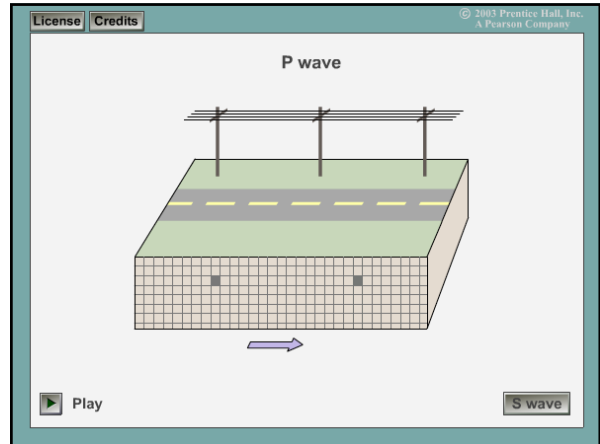 License Credits
© 2003 Prentice Hall, Inc.
A Pearson Company
P wave
Play
S wave